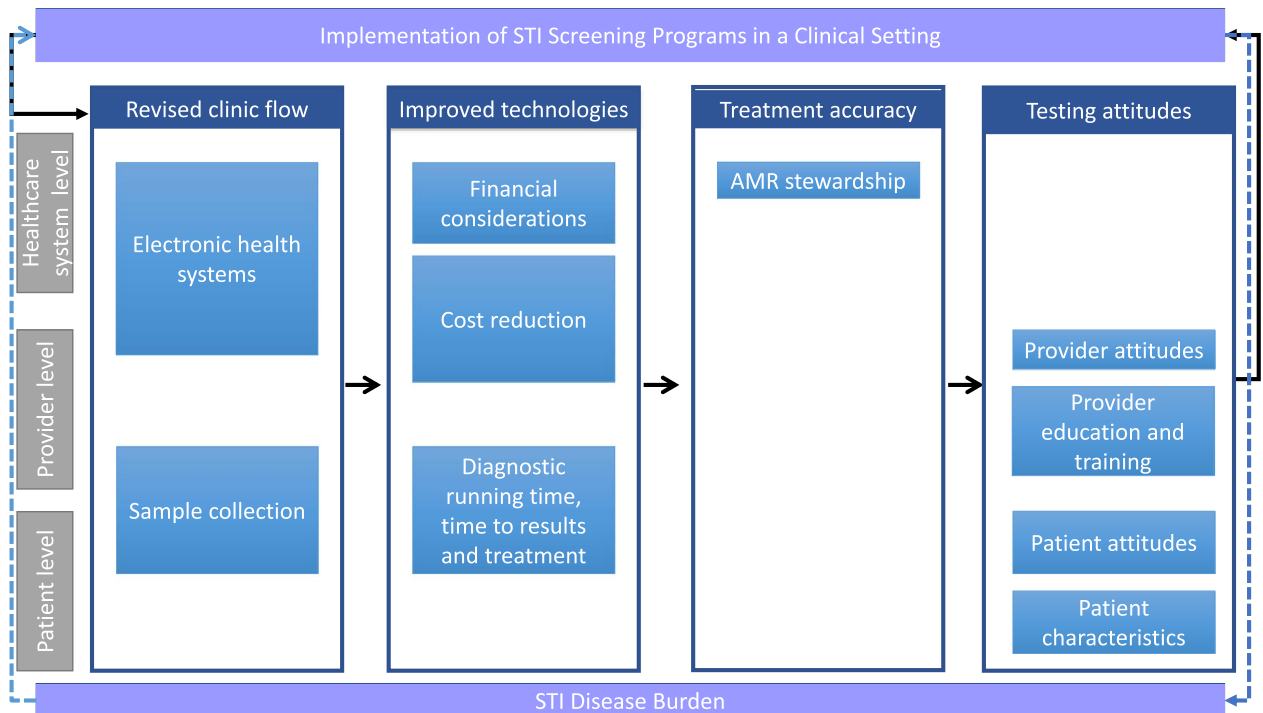 Implementation of STI Screening Programs in a Clinical Setting
Healthcare
system level
Provider level
Patient level
Revised clinic flow
Electronic health
systems
Sample collection
Improved technologies
Financial
considerations
Cost reduction
Diagnostic
running time,
time to results
and treatment
Treatment accuracy
AMR stewardship
Testing attitudes
Provider attitudes
Provider
education and
training
Patient attitudes
Patient
characteristics
STI Disease Burden